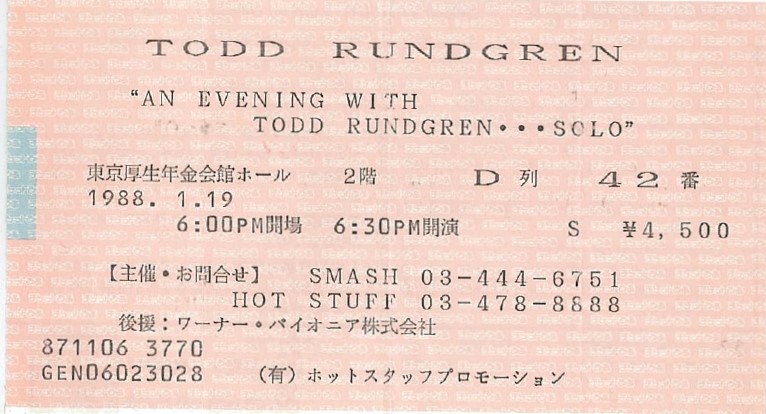 TODD RUNDGREN
“AN EVENING WITH
TODD RUNDGREN・・・SOLO”
東京厚生年金会館ホール 2階 D 列 42 番
1988. 1.19
6:00PM開場 6:30PM開演 S ¥4,500
【主催・お問合せ】 SMASH 03-444-6751
HOT STUFF 03-478-8888
後援：ワーナー・パイオニア株式会社
871106 3770
GEN06023028 （有）ホットスタッフプロモーション